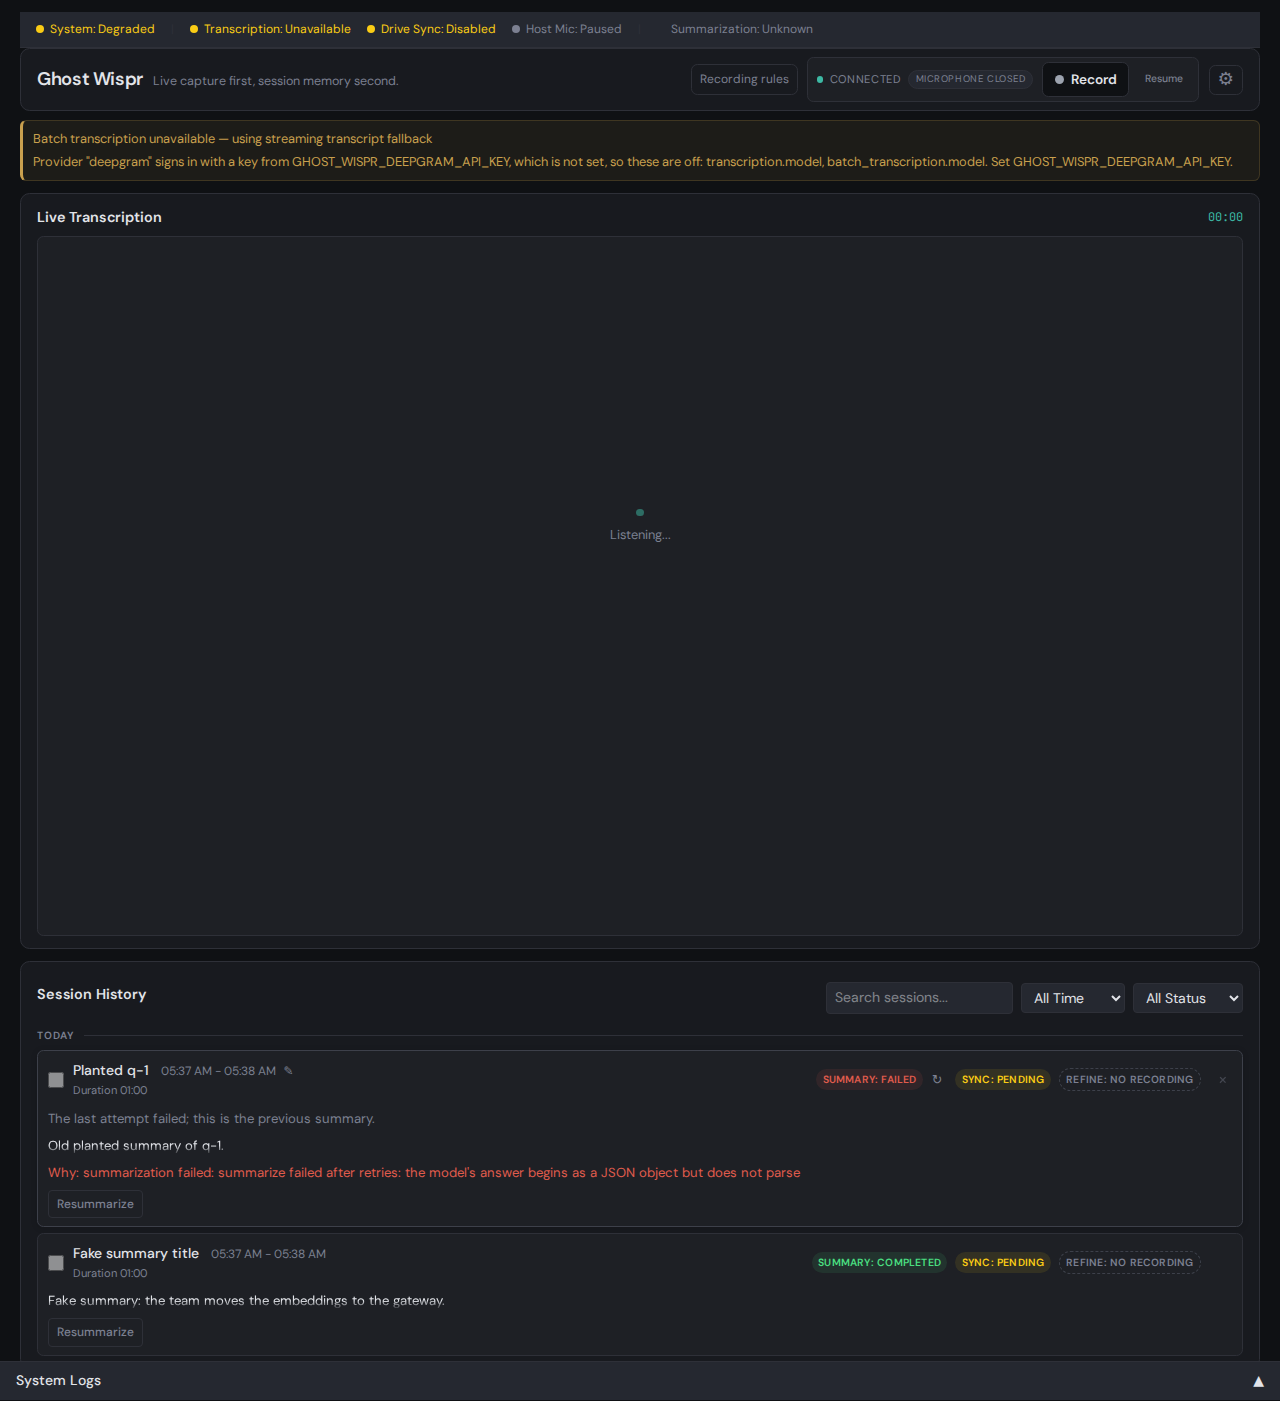 System: Degraded
Transcription: Unavailable
Drive Sync: Disabled
Host Mic: Paused
Summarization: Unknown
Ghost Wispr
Live capture first, session memory second.
Recording rules
CONNECTED
MICROPHONE CLOSED
Record
Resume
Batch transcription unavailable — using streaming transcript fallback
Provider "deepgram" signs in with a key from GHOST_WISPR_DEEPGRAM_API_KEY, which is not set, so these are off: transcription.model, batch_transcription.model. Set GHOST_WISPR_DEEPGRAM_API_KEY.
Live Transcription
00:00
Listening...
Session History
Search sessions...
All Time
All Status
TODAY
Planted q-1
05:37 AM – 05:38 AM
SUMMARY: FAILED
SYNC: PENDING
REFINE: NO RECORDING
Duration 01:00
The last attempt failed; this is the previous summary.
Old planted summary of q-1.
Why: summarization failed: summarize failed after retries: the model's answer begins as a JSON object but does not parse
Resummarize
Fake summary title
05:37 AM – 05:38 AM
SUMMARY: COMPLETED
SYNC: PENDING
REFINE: NO RECORDING
Duration 01:00
Fake summary: the team moves the embeddings to the gateway.
Resummarize
System Logs